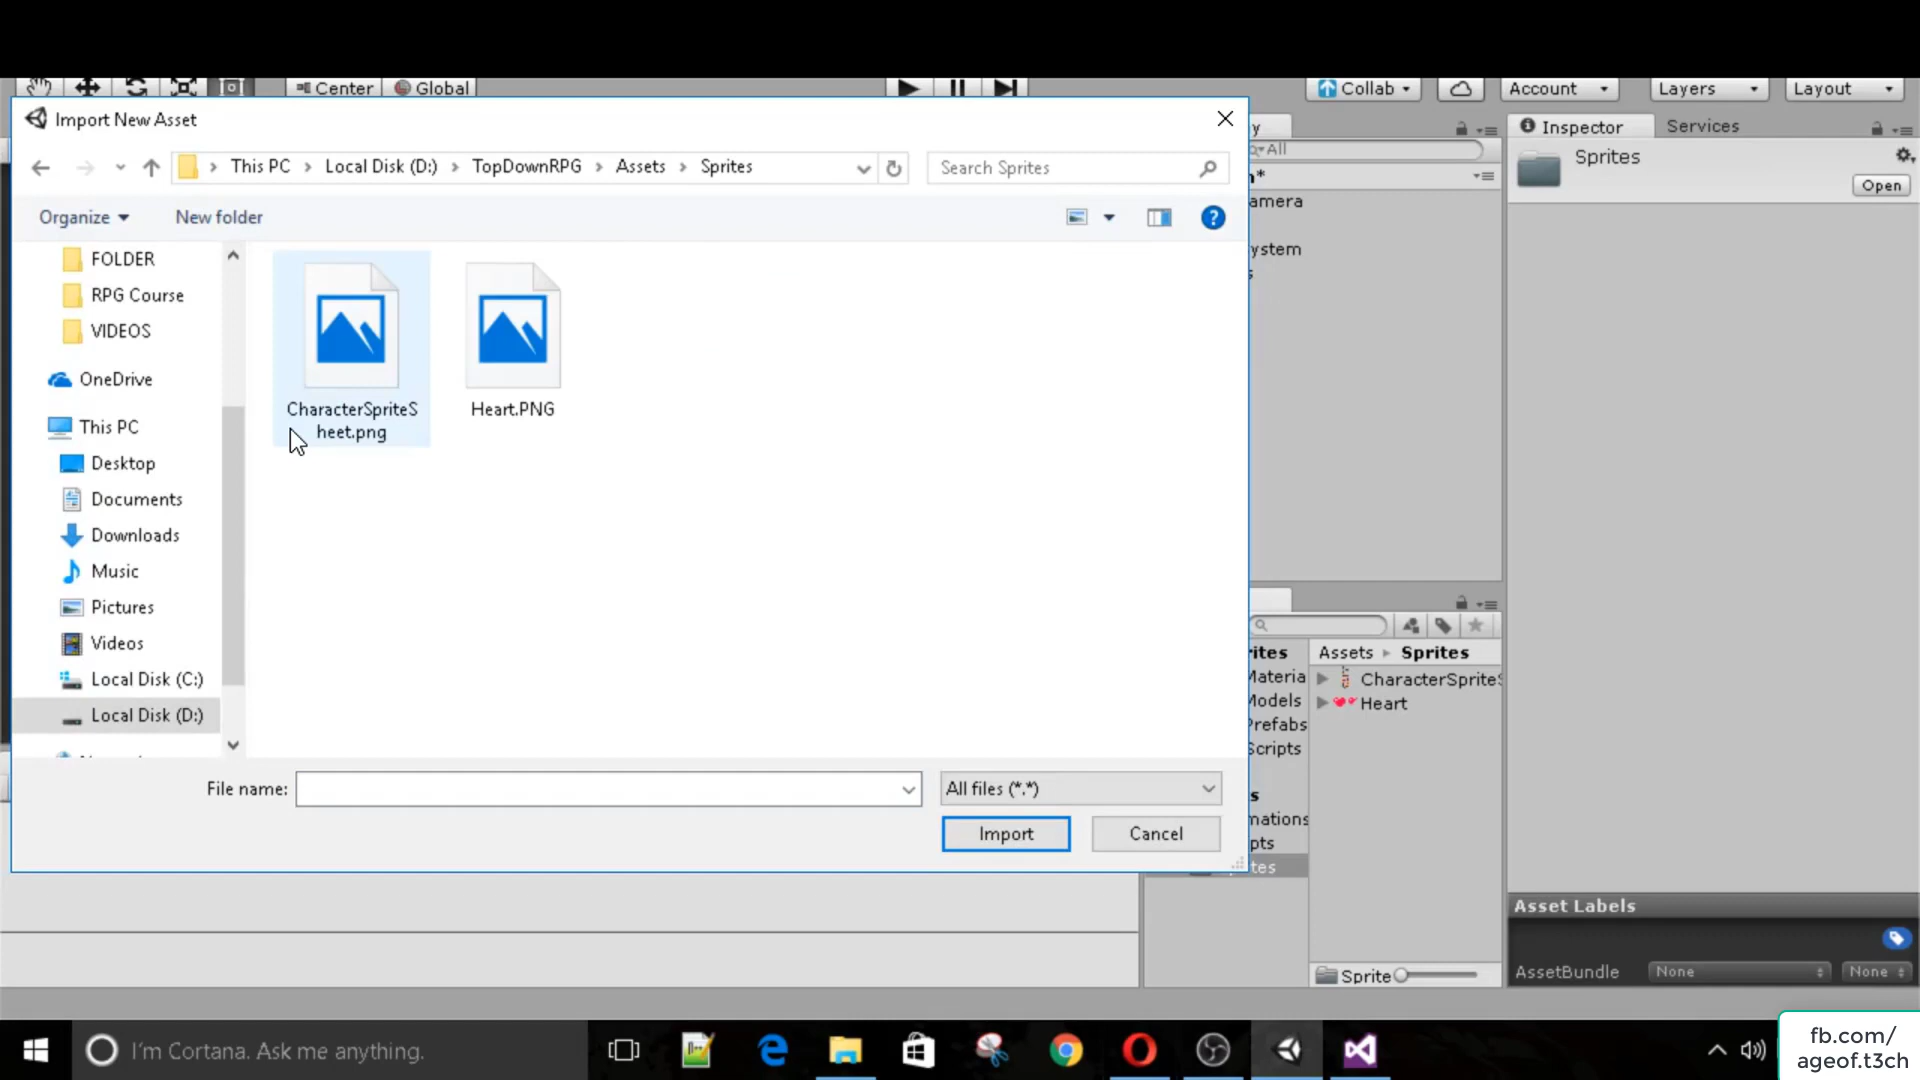 Center
Global
Collab
Account
Layers
Layout
Import New Asset
This PC
Local Disk (D:)
TopDownRPG
Assets
Sprites
Search Sprites
Organize
New folder
FOLDER
RPG Course
VIDEOS
OneDrive
This PC
Desktop
Documents
Downloads
Music
Pictures
Videos
Local Disk (C:)
Local Disk (D:)
CharacterSpriteS
heet.png
Heart.PNG
File name:
All files (*.*)
Import
Cancel
y
All
*
amera
ystem
s
Inspector
Services
Sprites
Open
rites
Materia
Models
Prefabs
Scripts
s
mations
pts
tes
Assets
Sprites
CharacterSpriteS
Heart
Sprite
Asset Labels
AssetBundle
None
None
I'm Cortana. Ask me anything.
fb.com/
ageof.t3ch